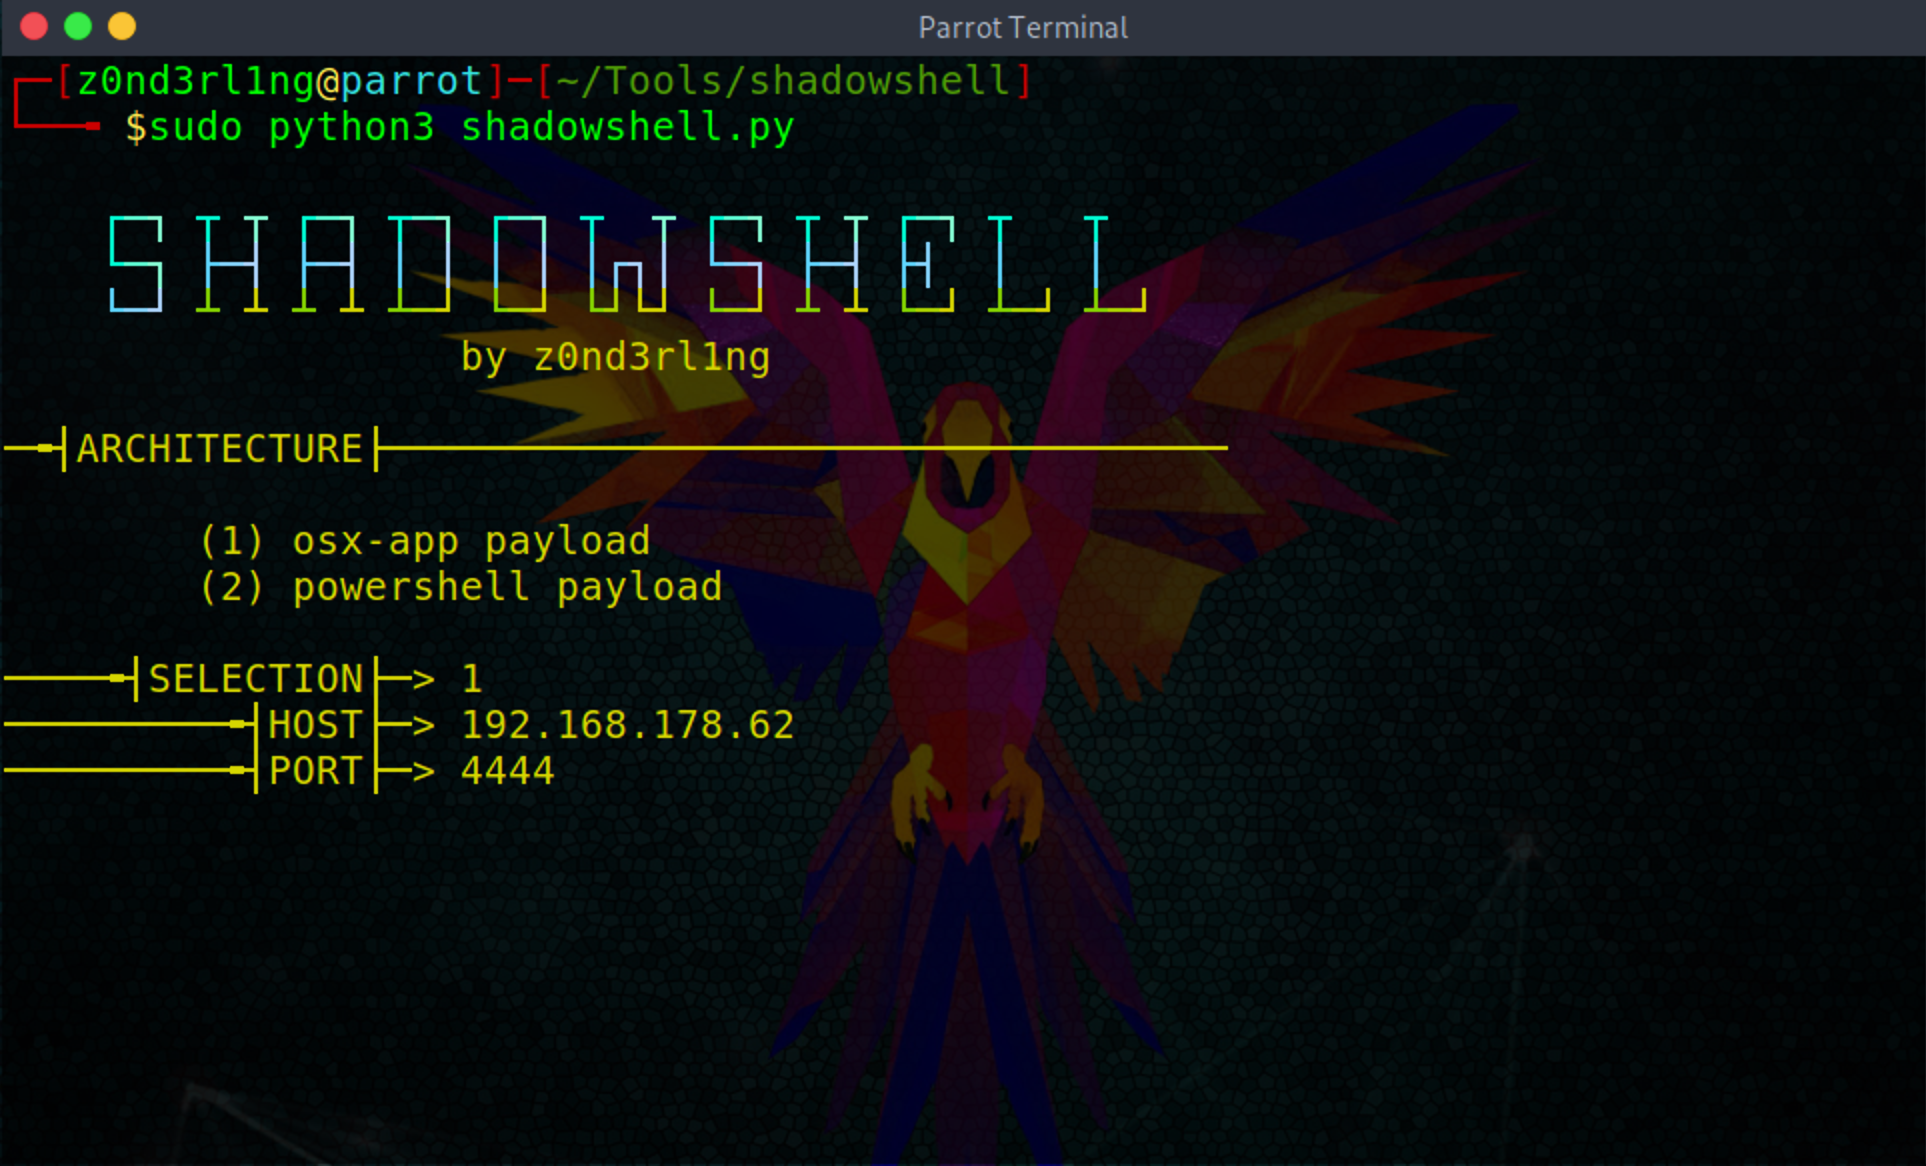 Parrot Terminal
[z0nd3rl1ng@parrot]─[~/Tools/shadowshell]
$sudo python3 shadowshell.py
SHADOWSHELL
by z0nd3rl1ng
ARCHITECTURE
(1) osx-app payload
(2) powershell payload
SELECTION > 1
HOST > 192.168.178.62
PORT > 4444